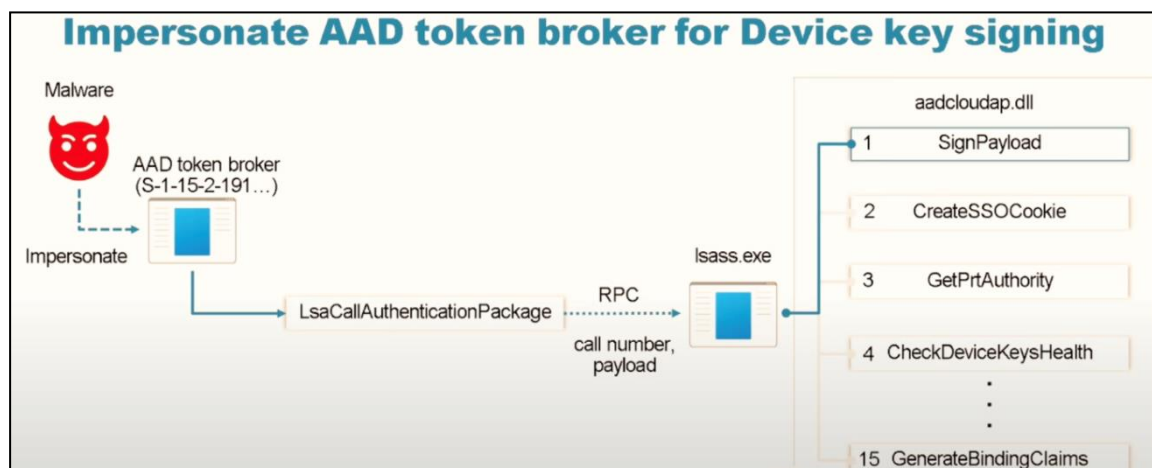 Impersonate AAD token broker for Device key signing
Malware
AAD token broker
(S-1-15-2-191...)
Impersonate
LsaCallAuthenticationPackage
RPC
call number,
payload
lsass.exe
aadcloudap.dll
1 SignPayload
2 CreateSSOCookie
3 GetPrtAuthority
4 CheckDeviceKeysHealth
15 GenerateBindingClaims